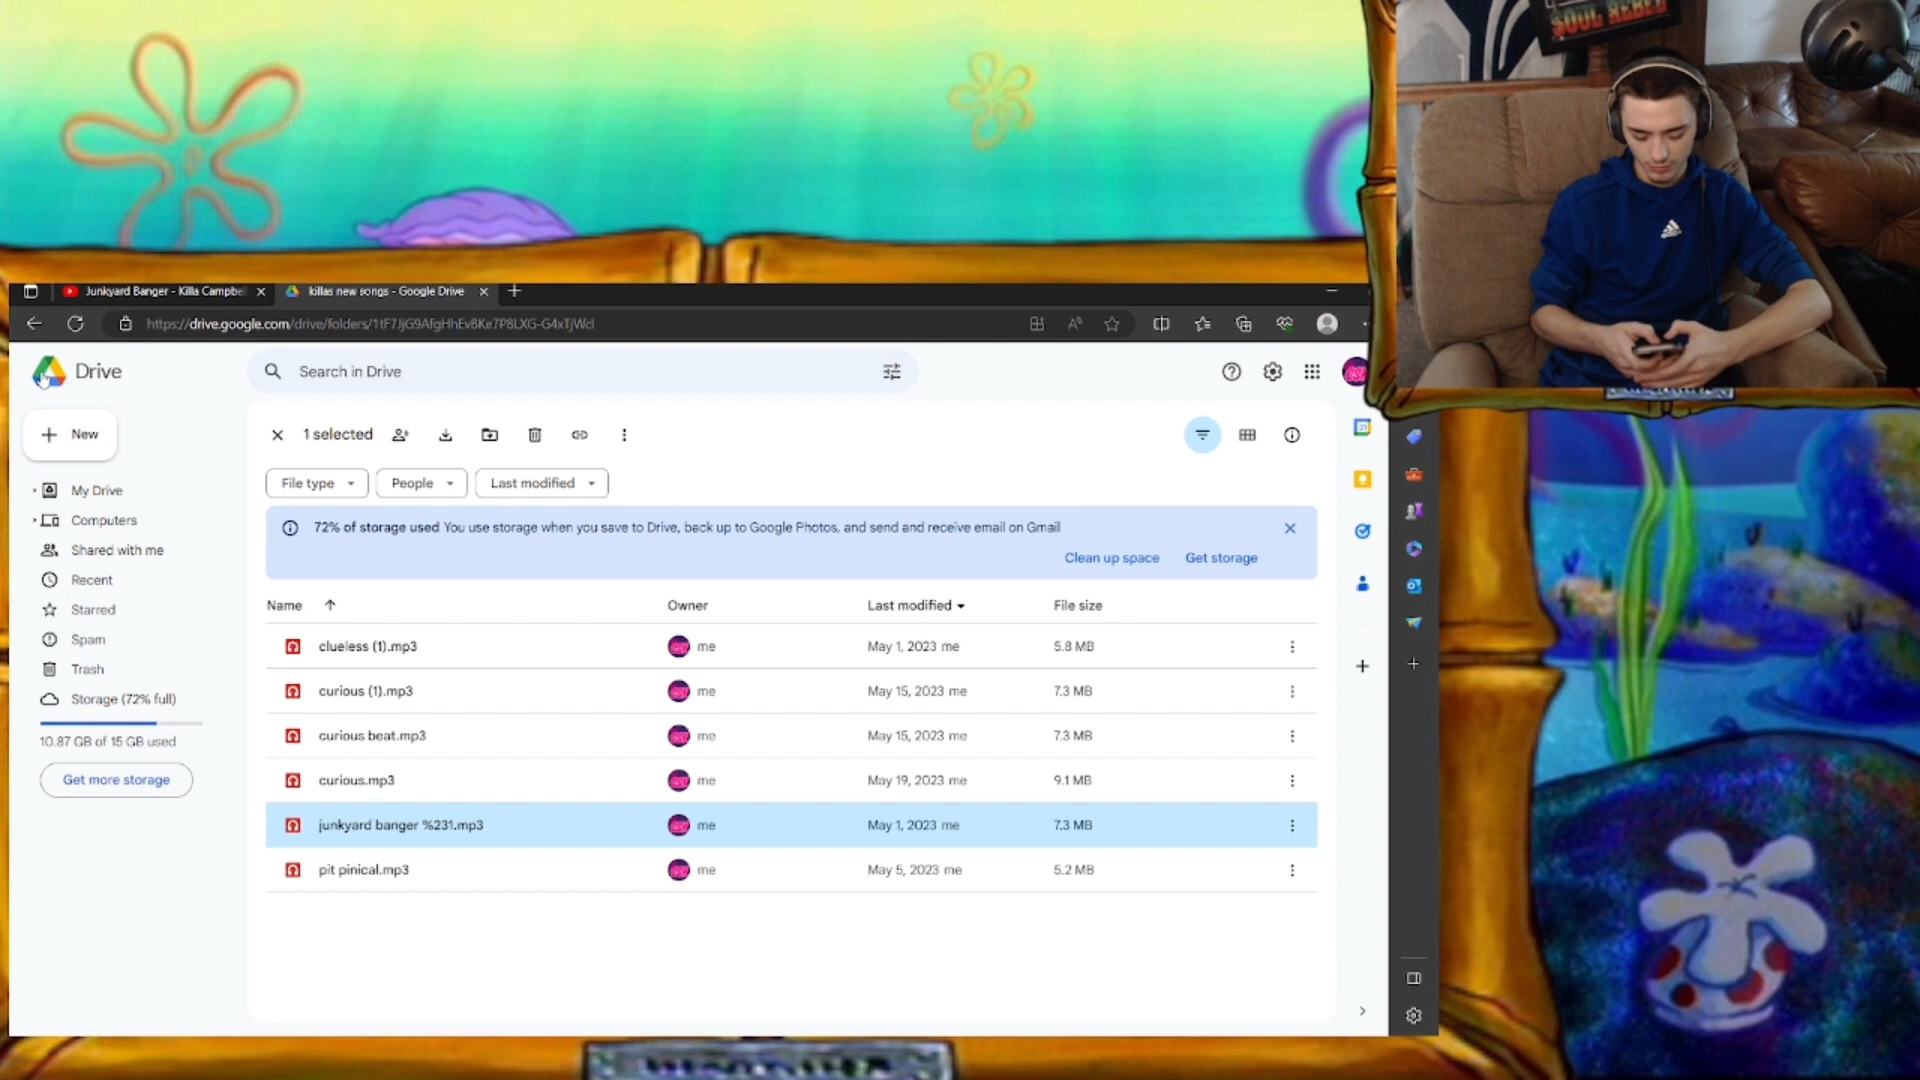 SOUL REBEL
Junkyard Banger - Killa Campbe
killas new songs - Google Drive
https://drive.google.com/drive/folders/
Drive
Search in Drive
New
1 selected
File type
People
Last modified
My Drive
Computers
Shared with me
Recent
Starred
Spam
Trash
Storage (72% full)
10.87 GB of 15 GB used
Get more storage
72% of storage used You use storage when you save to Drive, back up to Google Photos, and send and receive email on Gmail
Clean up space Get storage
Name Owner Last modified File size
clueless (1).mp3 me May 1, 2023 me 5.8 MB
curious (1).mp3 me May 15, 2023 me 7.3 MB
curious beat.mp3 me May 15, 2023 me 7.3 MB
curious.mp3 me May 19, 2023 me 9.1 MB
junkyard banger %231.mp3 me May 1, 2023 me 7.3 MB
pit pinical.mp3 me May 5, 2023 me 5.2 MB